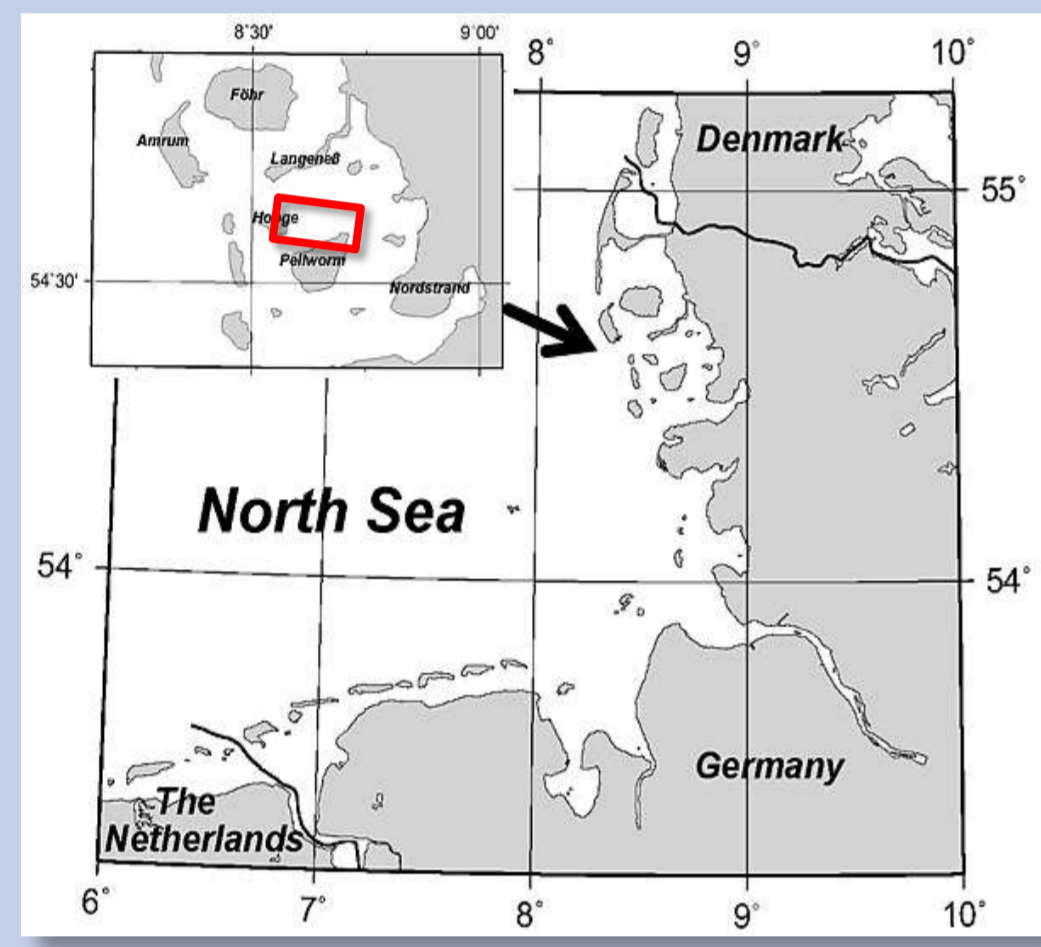 8°30'
9°00'
Föhr
Amrum
Langeneß
Hooge
Pellworm
54°30'
Nordstrand
8°
9°
10°
Denmark
55°
North Sea
54°
54°
Germany
The
Netherlands
6°
7°
8°
9°
10°